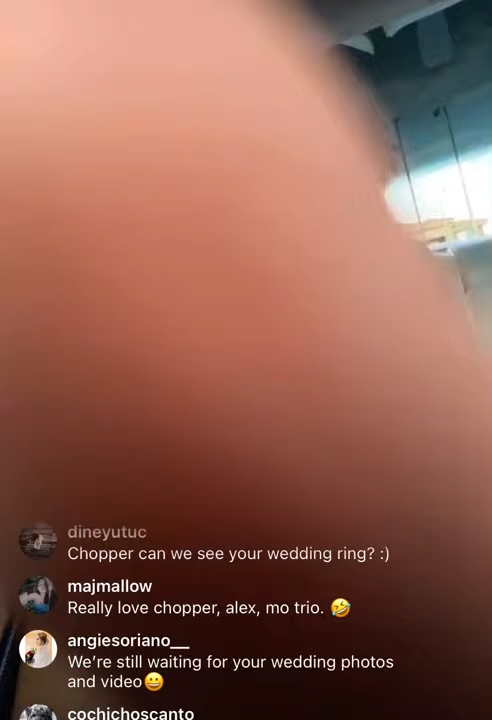 dineyutuc
Chopper can we see your wedding ring? :)
majmallow
Really love chopper, alex, mo trio. 🤣
angiesoriano__
We're still waiting for your wedding photos
and video😀
cochichoscanto